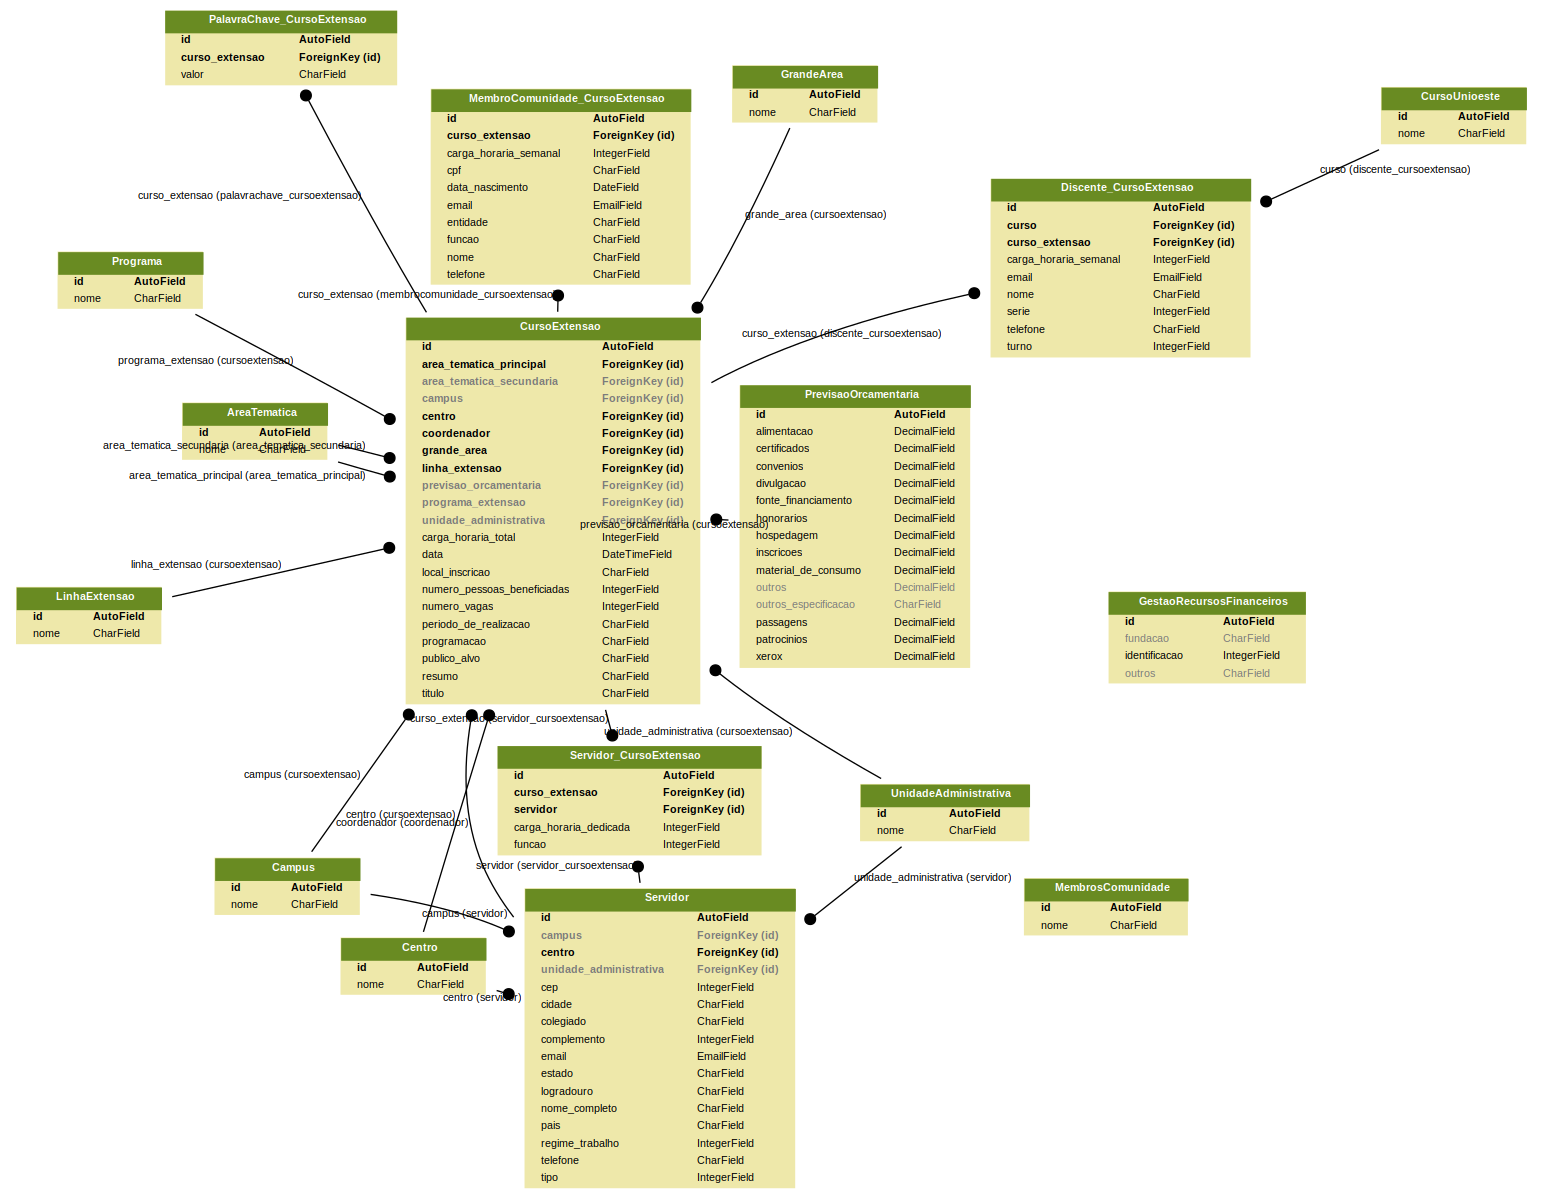 PalavraChave_CursoExtensao
id AutoField
curso_extensao ForeignKey (id)
valor CharField
GrandeArea
id AutoField
nome CharField
MembroComunidade_CursoExtensao
id AutoField
curso_extensao ForeignKey (id)
carga_horaria_semanal IntegerField
cpf CharField
data_nascimento DateField
email EmailField
entidade CharField
funcao CharField
nome CharField
telefone CharField
CursoUnioeste
id AutoField
nome CharField
curso (discente_cursoextensao)
Discente_CursoExtensao
id AutoField
curso ForeignKey (id)
curso_extensao ForeignKey (id)
carga_horaria_semanal IntegerField
email EmailField
nome CharField
serie IntegerField
telefone CharField
turno IntegerField
curso_extensao (palavrachave_cursoextensao)
grande_area (cursoextensao)
Programa
id AutoField
nome CharField
curso_extensao (membrocomunidade_cursoextensao)
curso_extensao (discente_cursoextensao)
programa_extensao (cursoextensao)
CursoExtensao
id AutoField
area_tematica_principal ForeignKey (id)
area_tematica_secundaria ForeignKey (id)
campus ForeignKey (id)
centro ForeignKey (id)
coordenador ForeignKey (id)
grande_area ForeignKey (id)
linha_extensao ForeignKey (id)
previsao_orcamentaria ForeignKey (id)
programa_extensao ForeignKey (id)
unidade_administrativa ForeignKey (id)
carga_horaria_total IntegerField
data DateTimeField
local_inscricao CharField
numero_pessoas_beneficiadas IntegerField
numero_vagas IntegerField
periodo_de_realizacao CharField
programacao CharField
publico_alvo CharField
resumo CharField
titulo CharField
AreaTematica
id AutoField
nome CharField
area_tematica_secundaria (area_tematica_secundaria)
area_tematica_principal (area_tematica_principal)
PrevisaoOrcamentaria
id AutoField
alimentacao DecimalField
certificados DecimalField
convenios DecimalField
divulgacao DecimalField
fonte_financiamento DecimalField
honorarios DecimalField
hospedagem DecimalField
inscricoes DecimalField
material_de_consumo DecimalField
outros DecimalField
outros_especificacao CharField
passagens DecimalField
patrocinios DecimalField
xerox DecimalField
previsao_orcamentaria (cursoextensao)
linha_extensao (cursoextensao)
LinhaExtensao
id AutoField
nome CharField
GestaoRecursosFinanceiros
id AutoField
fundacao CharField
identificacao IntegerField
outros CharField
curso_extensao (servidor_cursoextensao)
unidade_administrativa (cursoextensao)
campus (cursoextensao)
centro (cursoextensao)
coordenador (coordenador)
Servidor_CursoExtensao
id AutoField
curso_extensao ForeignKey (id)
servidor ForeignKey (id)
carga_horaria_dedicada IntegerField
funcao IntegerField
UnidadeAdministrativa
id AutoField
nome CharField
servidor (servidor_cursoextensao)
unidade_administrativa (servidor)
Campus
id AutoField
nome CharField
campus (servidor)
MembrosComunidade
id AutoField
nome CharField
Centro
id AutoField
nome CharField
centro (servidor)
Servidor
id AutoField
campus ForeignKey (id)
centro ForeignKey (id)
unidade_administrativa ForeignKey (id)
cep IntegerField
cidade CharField
colegiado CharField
complemento IntegerField
email EmailField
estado CharField
logradouro CharField
nome_completo CharField
pais CharField
regime_trabalho IntegerField
telefone CharField
tipo IntegerField